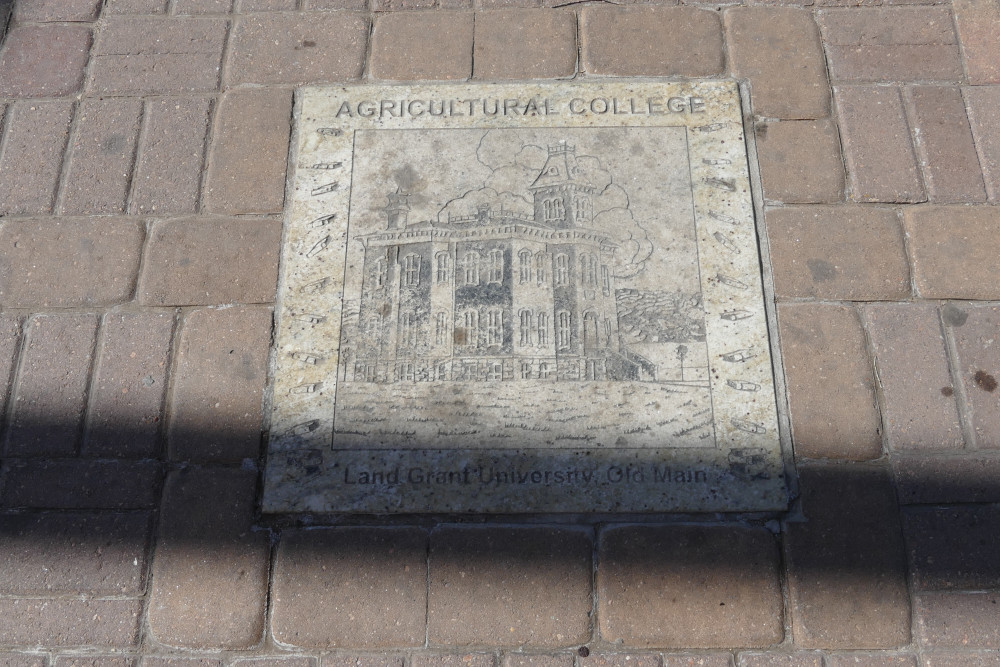 AGRICULTURAL COLLEGE
Land Grant University, Old Main